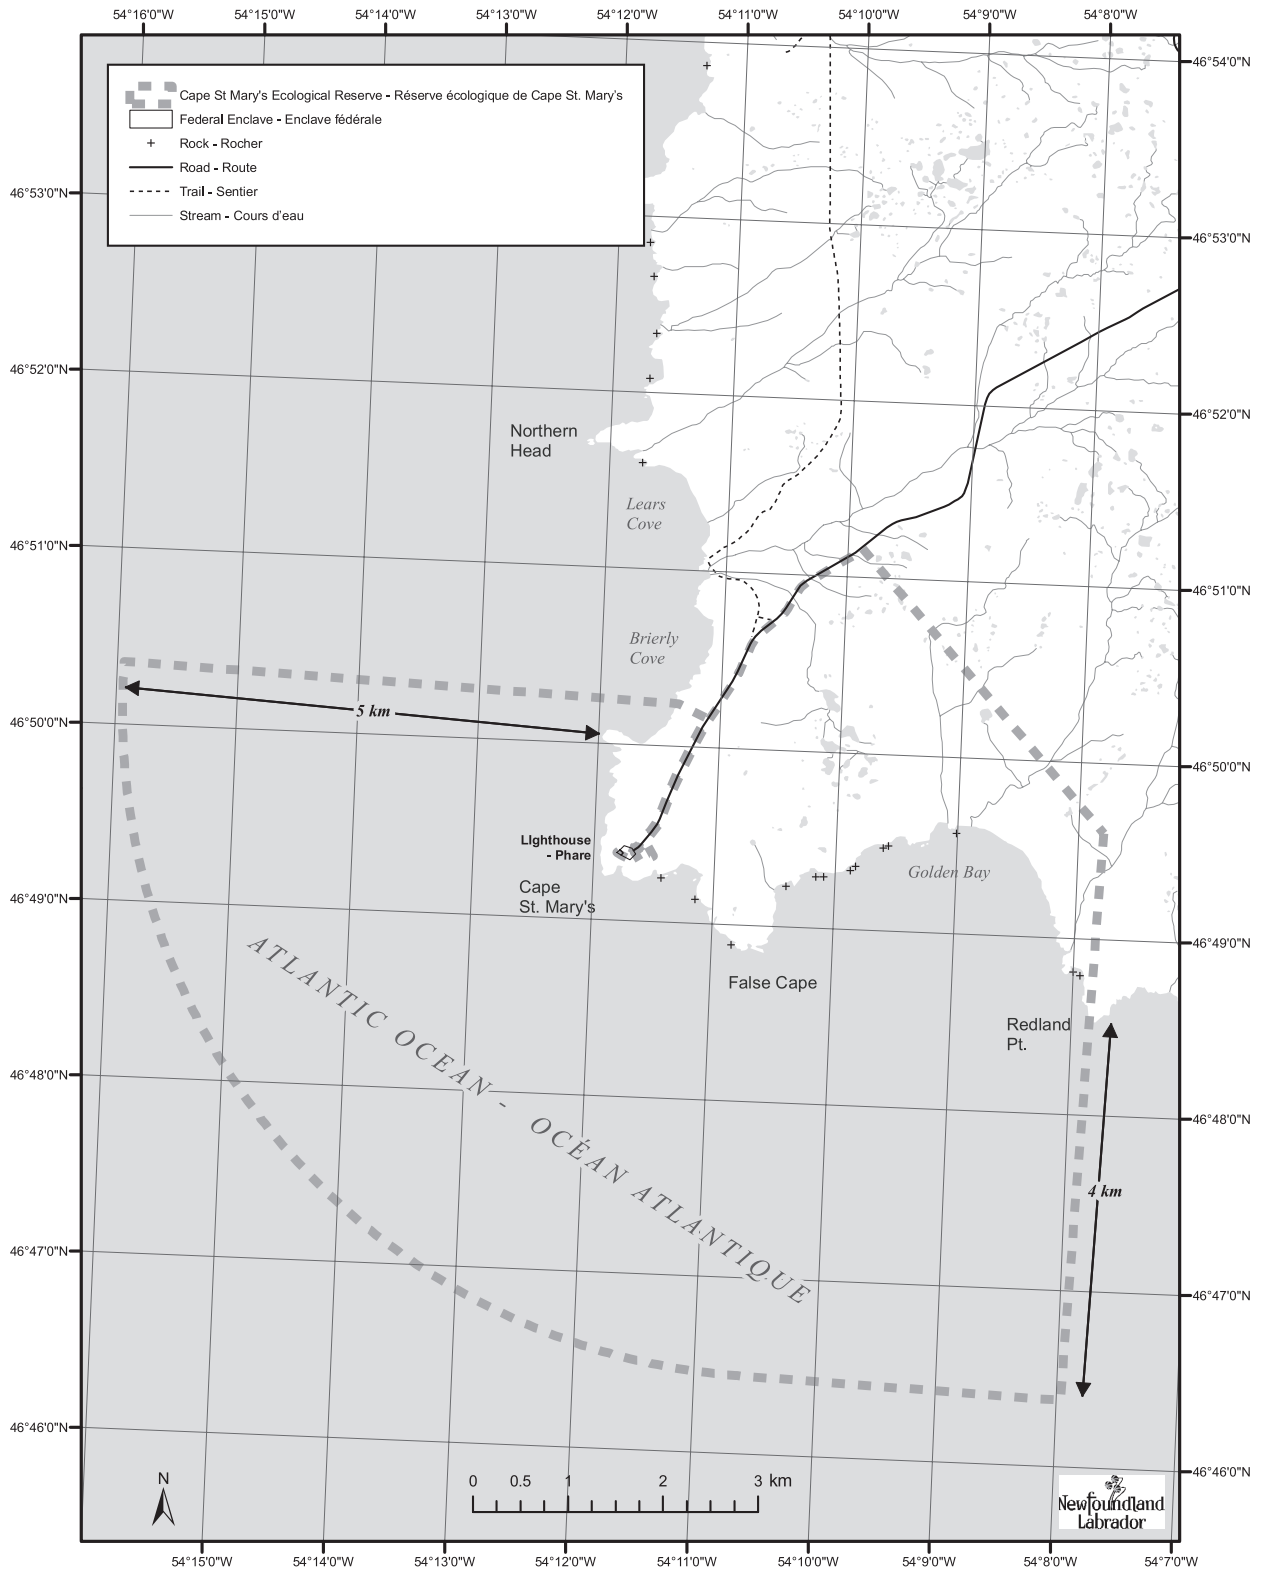 54°16'0"W 54°15'0"W 54°14'0"W 54°13'0"W 54°12'0"W 54°11'0"W 54°10'0"W 54°9'0"W 54°8'0"W
46°54'0"N
Cape St Mary's Ecological Reserve - Réserve écologique de Cape St. Mary's
Federal Enclave - Enclave fédérale
Rock - Rocher
Road - Route
Trail - Sentier
Stream - Cours d'eau
46°53'0"N
46°53'0"N
46°52'0"N
46°52'0"N
Northern
Head
Lears
Cove
46°51'0"N
46°51'0"N
Brierly
Cove
5 km
46°50'0"N
46°50'0"N
Lighthouse
- Phare
Golden Bay
Cape
St. Mary's
46°49'0"N
46°49'0"N
False Cape
Redland
Pt.
ATLANTIC OCEAN - OCÉAN ATLANTIQUE
46°48'0"N
46°48'0"N
4 km
46°47'0"N
46°47'0"N
46°46'0"N
46°46'0"N
N
0 0.5 1 2 3 km
Newfoundland
Labrador
54°15'0"W 54°14'0"W 54°13'0"W 54°12'0"W 54°11'0"W 54°10'0"W 54°9'0"W 54°8'0"W 54°7'0"W